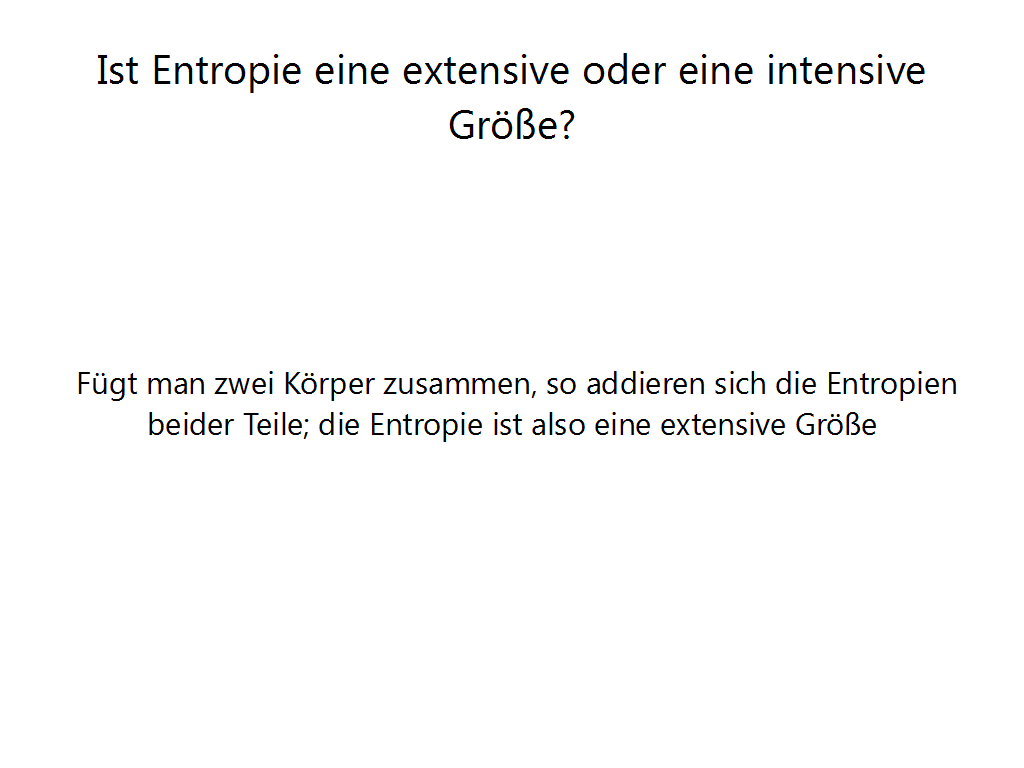 Ist Entropie eine extensive oder eine intensive
Größe?
Fügt man zwei Körper zusammen, so addieren sich die Entropien
beider Teile; die Entropie ist also eine extensive Größe